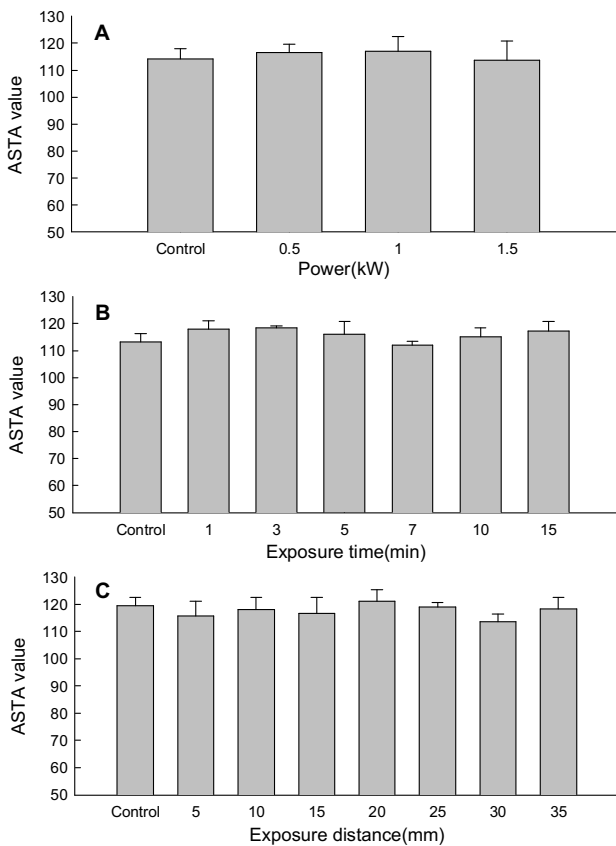 A
ASTA value
130
120
110
100
90
80
70
60
50
Control 0.5 1 1.5
Power(kW)
B
ASTA value
130
120
110
100
90
80
70
60
50
Control 1 3 5 7 10 15
Exposure time(min)
C
ASTA value
130
120
110
100
90
80
70
60
50
Control 5 10 15 20 25 30 35
Exposure distance(mm)